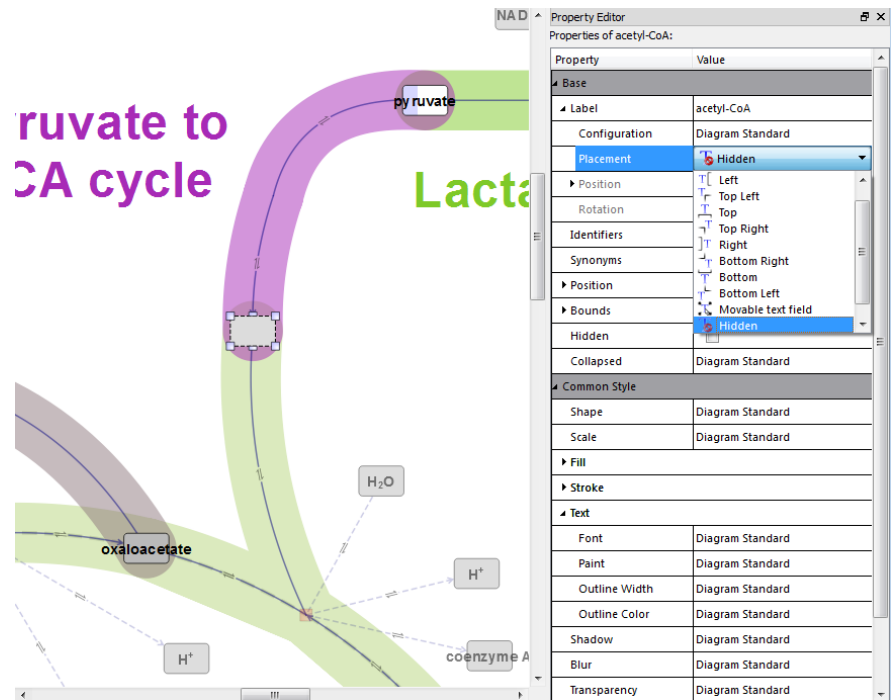 NAD
pyruvate
ruvate to
CA cycle
Lacta
H₂O
oxaloacetate
H⁺
H⁺
coenzyme A
Property Editor
Properties of acetyl-CoA:
Property Value
Base
Label acetyl-CoA
Configuration Diagram Standard
Placement Hidden
Left
Top Left
Top
Top Right
Right
Bottom Right
Bottom
Bottom Left
Movable text field
Hidden
Position
Rotation
Identifiers
Synonyms
Position
Bounds
Hidden
Collapsed Diagram Standard
Common Style
Shape Diagram Standard
Scale Diagram Standard
Fill
Stroke
Text
Font Diagram Standard
Paint Diagram Standard
Outline Width Diagram Standard
Outline Color Diagram Standard
Shadow Diagram Standard
Blur Diagram Standard
Transparency Diagram Standard